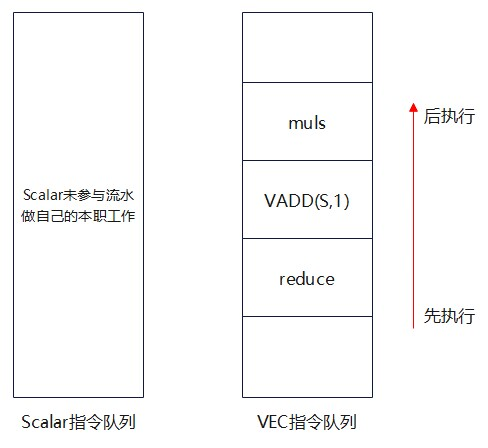 后执行
muls
Scalar未参与流水
做自己的本职工作
VADD(S,1)
reduce
先执行
Scalar指令队列
VEC指令队列